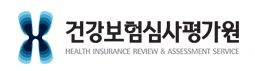 건강보험심사평가원
HEALTH INSURANCE REVIEW & ASSESSMENT SERVICE